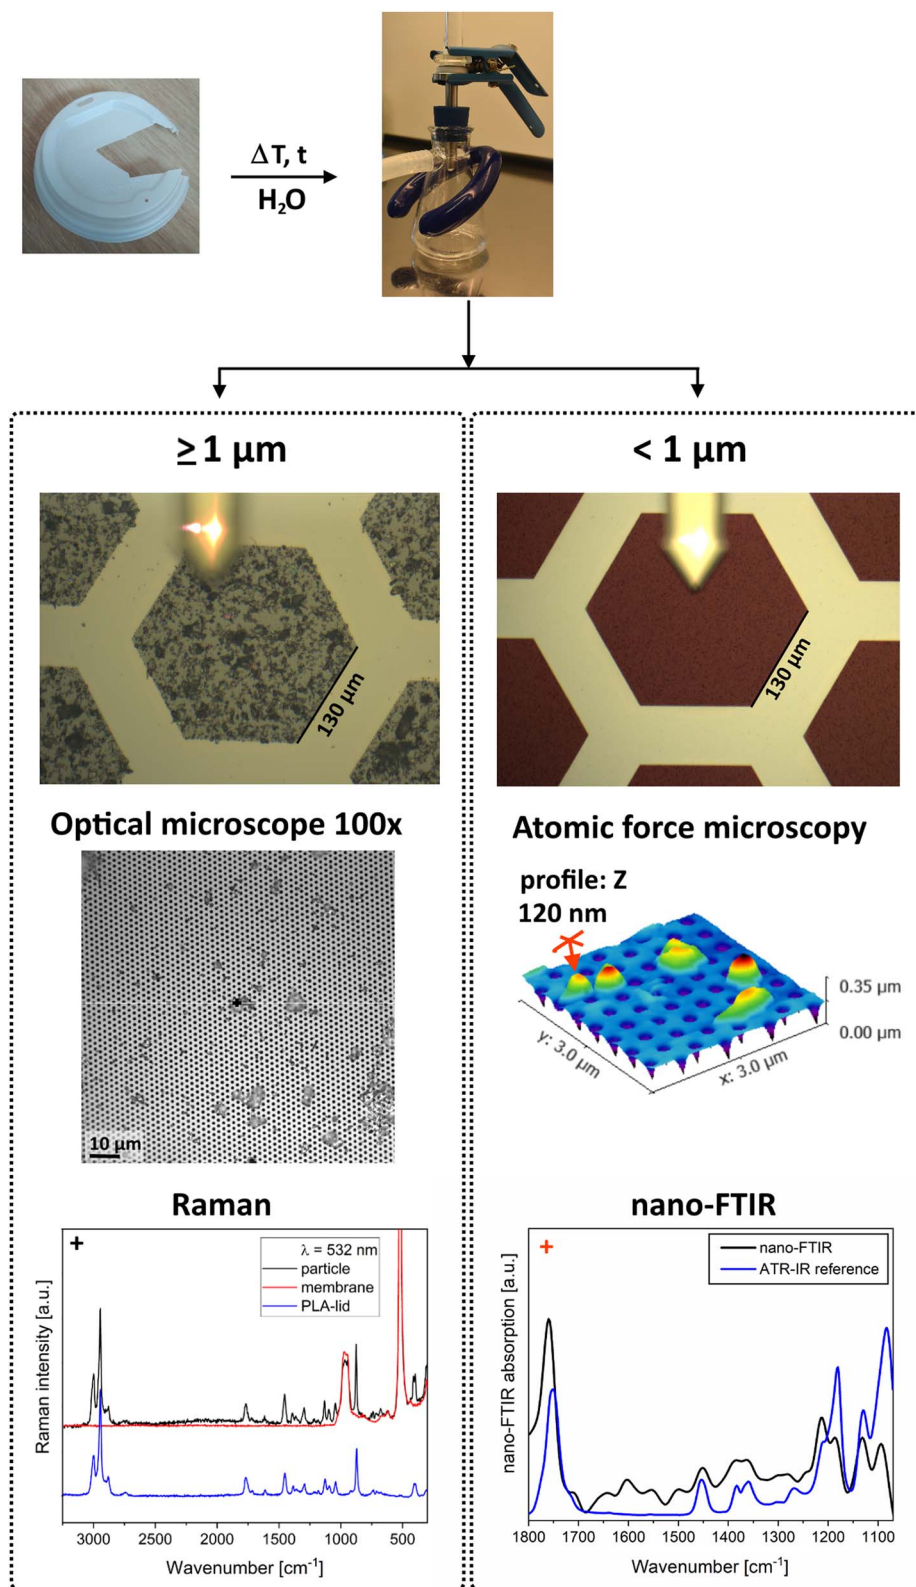 ΔT, t
H₂O
≥ 1 µm
130 µm
Optical microscope 100x
10 µm
Raman
+
λ = 532 nm
particle
membrane
PLA-lid
Raman intensity [a.u.]
3000 2500 2000 1500 1000 500
Wavenumber [cm⁻¹]
< 1 µm
130 µm
Atomic force microscopy
profile: Z
120 nm
0.35 µm
0.00 µm
y: 3.0 µm
x: 3.0 µm
nano-FTIR
+
nano-FTIR
ATR-IR reference
nano-FTIR absorption [a.u.]
1800 1700 1600 1500 1400 1300 1200 1100
Wavenumber [cm⁻¹]